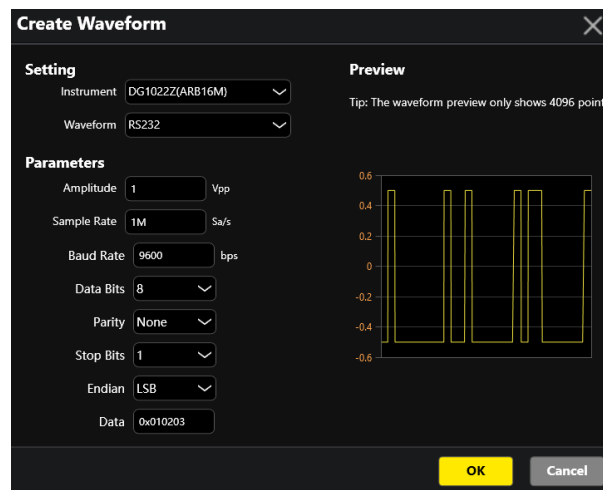 Create Waveform
Setting
Instrument DG1022Z(ARB16M)
Waveform RS232
Parameters
Amplitude 1 Vpp
Sample Rate 1M Sa/s
Baud Rate 9600 bps
Data Bits 8
Parity None
Stop Bits 1
Endian LSB
Data 0x010203
Preview
Tip: The waveform preview only shows 4096 point
0.6
0.4
0.2
0
-0.2
-0.4
-0.6
OK Cancel